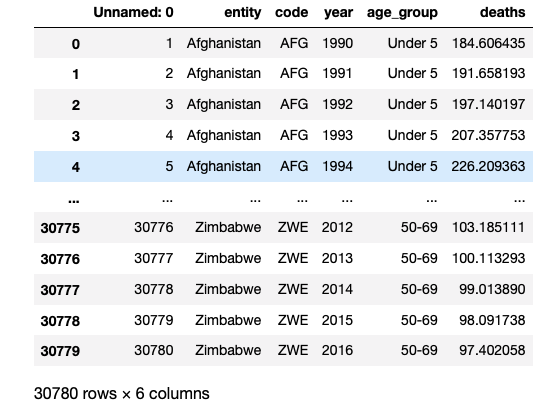 Unnamed: 0 entity code year age_group deaths
0 1 Afghanistan AFG 1990 Under 5 184.606435
1 2 Afghanistan AFG 1991 Under 5 191.658193
2 3 Afghanistan AFG 1992 Under 5 197.140197
3 4 Afghanistan AFG 1993 Under 5 207.357753
4 5 Afghanistan AFG 1994 Under 5 226.209363
... ... ... ... ... ... ...
30775 30776 Zimbabwe ZWE 2012 50-69 103.185111
30776 30777 Zimbabwe ZWE 2013 50-69 100.113293
30777 30778 Zimbabwe ZWE 2014 50-69 99.013890
30778 30779 Zimbabwe ZWE 2015 50-69 98.091738
30779 30780 Zimbabwe ZWE 2016 50-69 97.402058
30780 rows × 6 columns